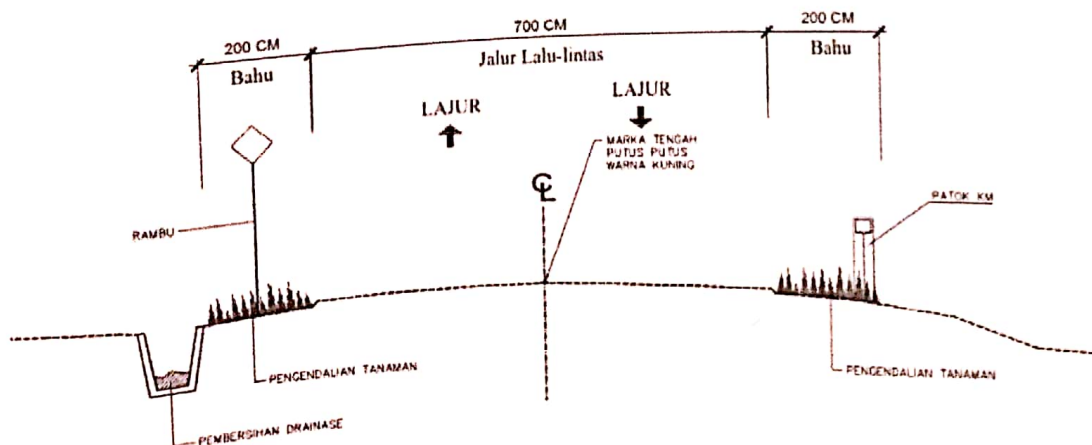 200 CM
Bahu
700 CM
Jalur Lalu-lintas
200 CM
Bahu
LAJUR
LAJUR
MARKA TENGAH
PUTUS PUTUS
WARNA KUNING
CL
RAMBU
PATOK KM
PENGENDALIAN TANAMAN
PENGENDALIAN TANAMAN
PEMBERSIHAN DRAINASE